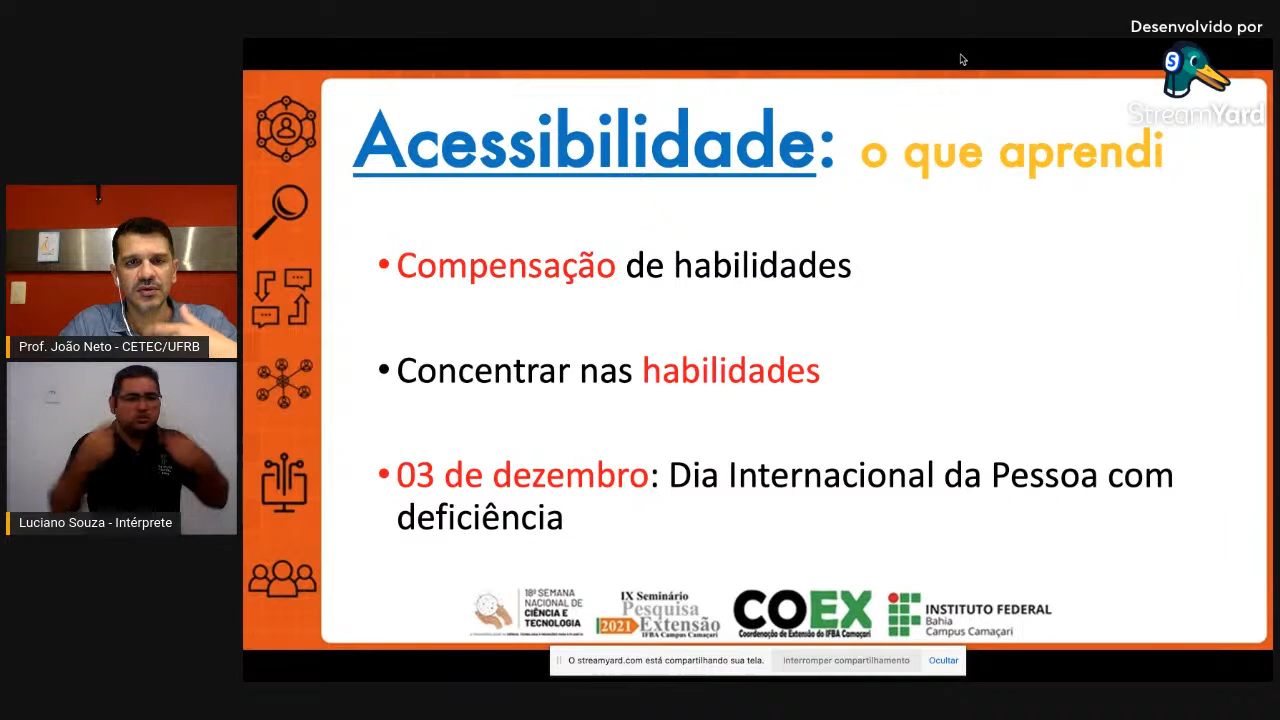 Desenvolvido por
StreamYard
Acessibilidade: o que aprendi
• Compensação de habilidades
• Concentrar nas habilidades
• 03 de dezembro: Dia Internacional da Pessoa com
deficiência
Prof. João Neto - CETEC/UFRB
Luciano Souza - Intérprete
18ª SEMANA
NACIONAL DE
CIÊNCIA E
TECNOLOGIA
IX Seminário
Pesquisa
2021 Extensão
IFBA Campus Camaçari
COEX
Coordenação de Extensão do IFBA Camaçari
INSTITUTO FEDERAL
Bahia
Campus Camaçari
O streamyard.com está compartilhando sua tela.
Interromper compartilhamento
Ocultar